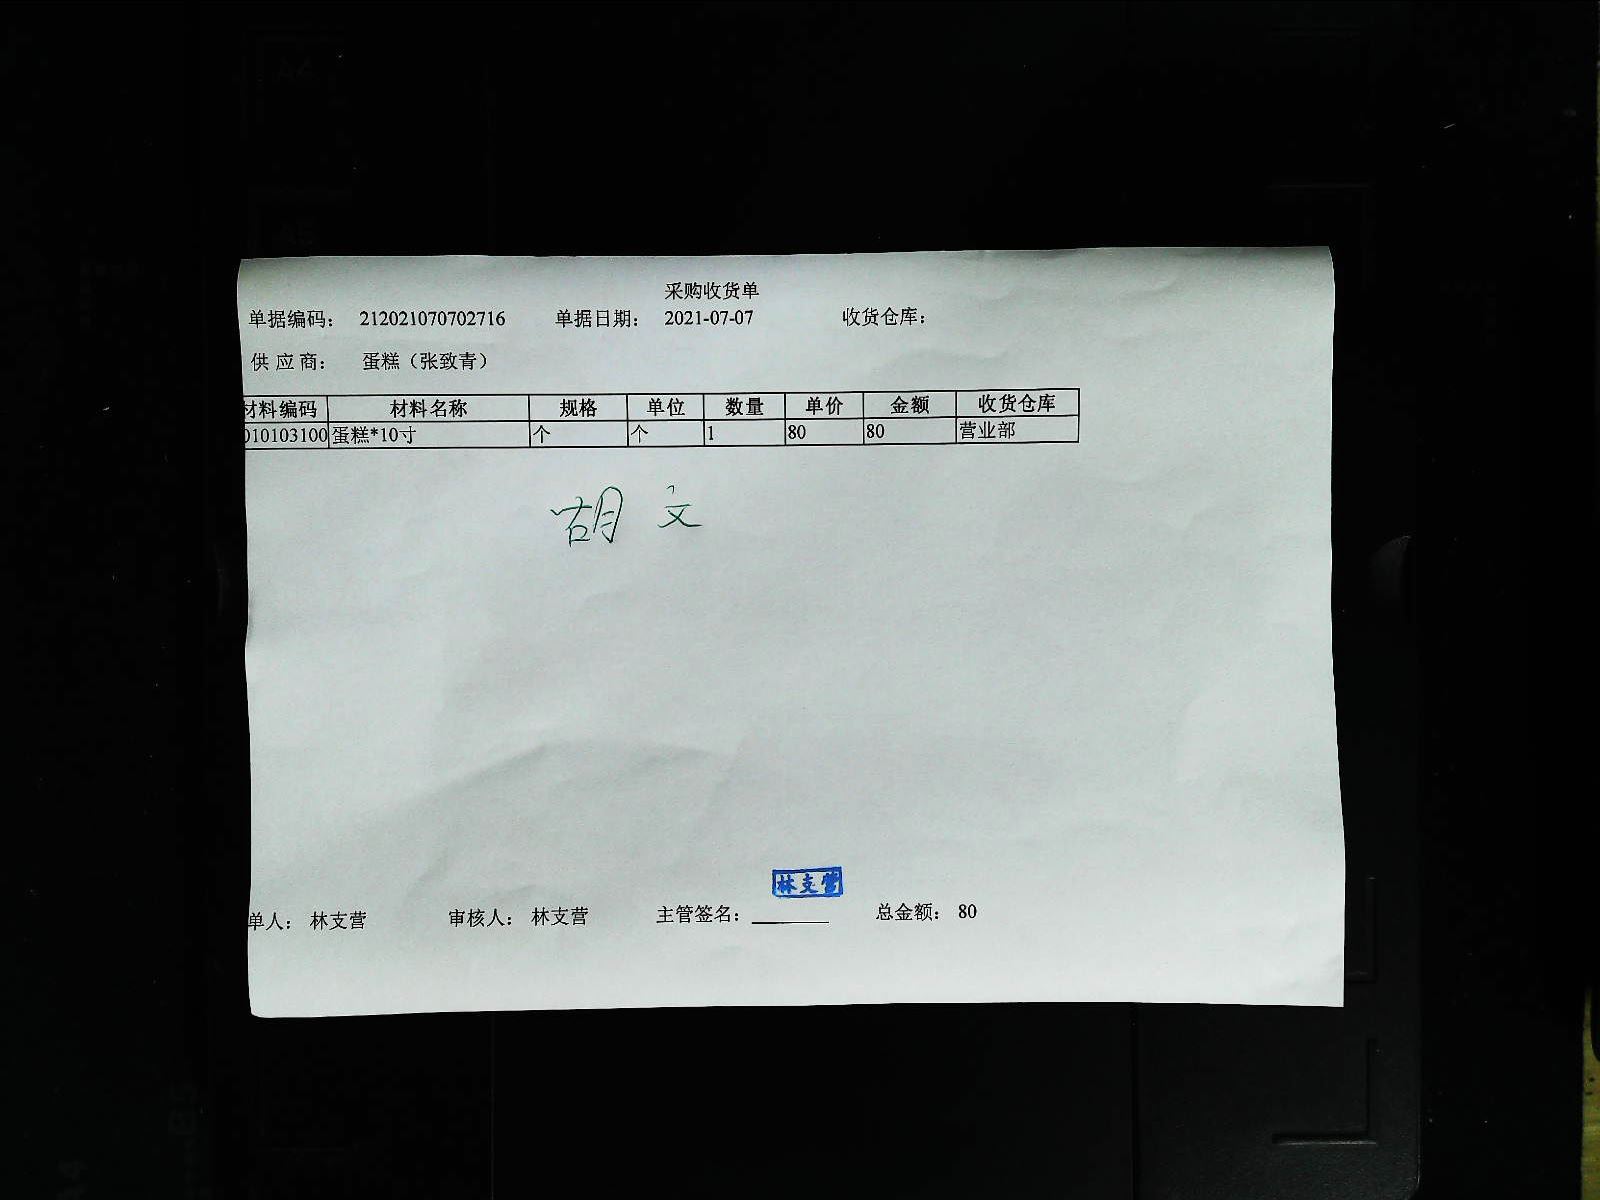 采购收货单
单据编码： 212021070702716 单据日期： 2021-07-07 收货仓库：
供 应 商： 蛋糕（张致青）
材料编码 材料名称 规格 单位 数量 单价 金额 收货仓库
010103100 蛋糕*10寸 个 个 1 80 80 营业部
胡 文
林支营
单人： 林支营 审核人： 林支营 主管签名： 总金额： 80